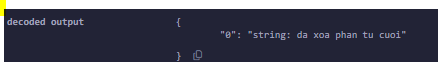 decoded output {
"0": "string: da xoa phan tu cuoi"
}